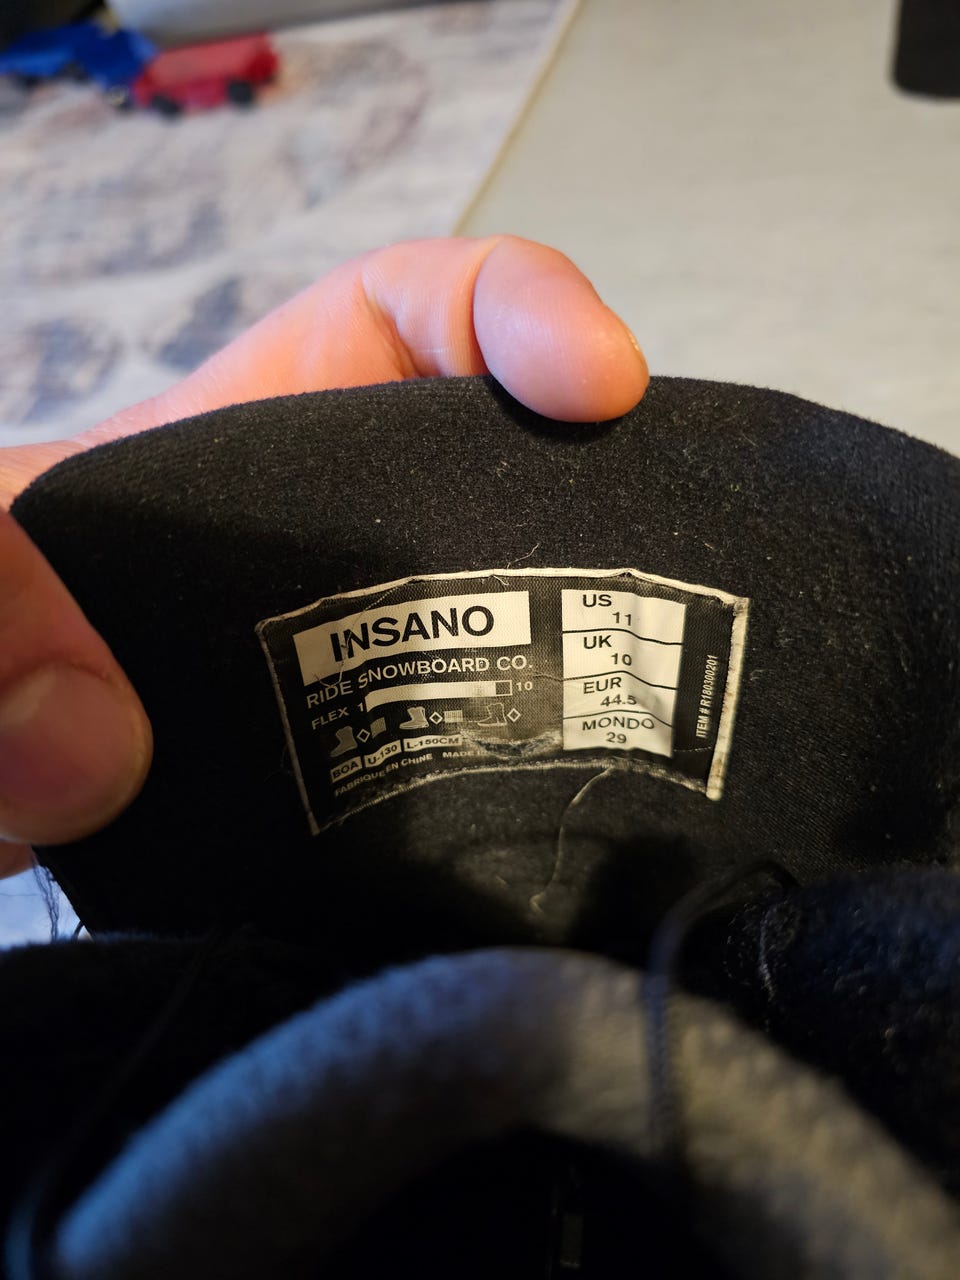 INSANO
RIDE SNOWBOARD CO.
FLEX 1 10
BOA U-130 L-150CM
FABRIQUE EN CHINE MADE
US
11
UK
10
EUR
44.5
MONDO
29
ITEM # R180300201